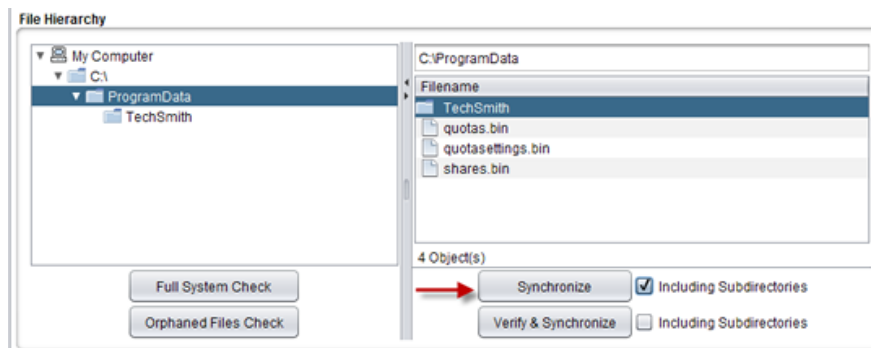 File Hierarchy
My Computer
C:\
ProgramData
TechSmith
C:\ProgramData
Filename
TechSmith
quotas.bin
quotasettings.bin
shares.bin
4 Object(s)
Full System Check
Synchronize
Including Subdirectories
Orphaned Files Check
Verify & Synchronize
Including Subdirectories